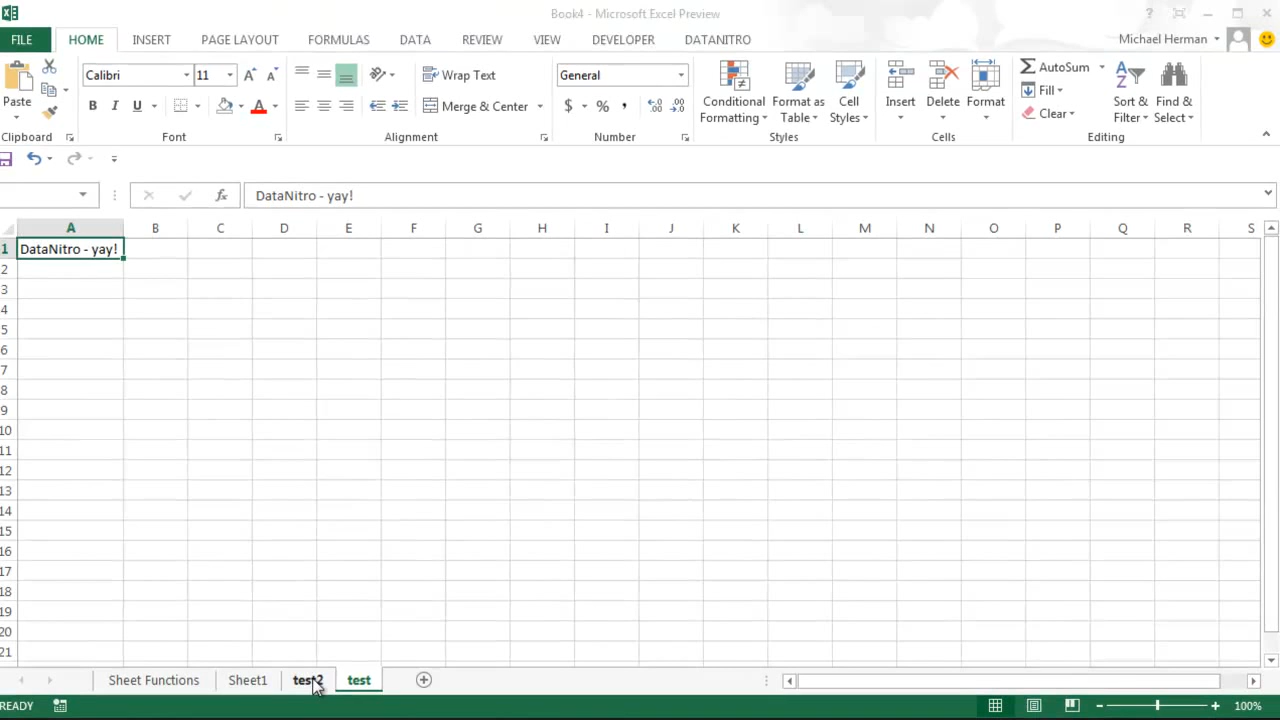 Book4 - Microsoft Excel Preview
FILE HOME INSERT PAGE LAYOUT FORMULAS DATA REVIEW VIEW DEVELOPER DATANITRO Michael Herman
Calibri 11 Wrap Text General AutoSum
Paste Conditional Format as Cell Insert Delete Format Fill Sort & Find &
B I U Merge & Center $ % , Formatting Table Styles Clear Filter Select
Clipboard Font Alignment Number Styles Cells Editing
fx DataNitro - yay!
A B C D E F G H I J K L M N O P Q R S
1 DataNitro - yay!
2
3
4
5
6
7
8
9
10
11
12
13
14
15
16
17
18
19
20
21
Sheet Functions Sheet1 test2 test
READY 100%